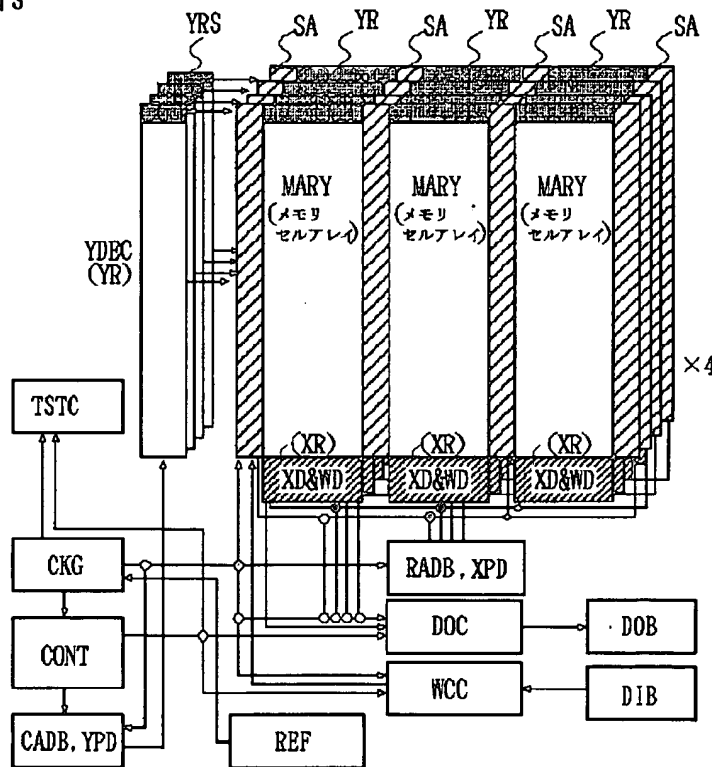 YRS
SA
YR
SA
YR
SA
YR
SA
MARY
(メモリ
セルアレイ)
MARY
(メモリ
セルアレイ)
MARY
(メモリ
セルアレイ)
YDEC
(YR)
×4
TSTC
(XR)
(XR)
(XR)
XD&WD
XD&WD
XD&WD
CKG
RADB, XPD
CONT
DOC
DOB
WCC
DIB
CADB, YPD
REF